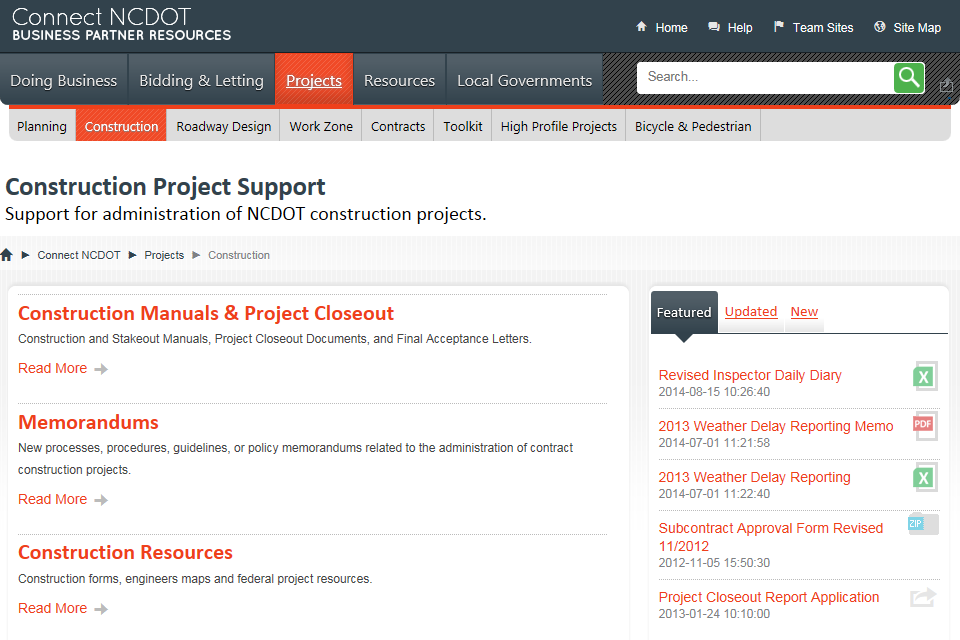 Connect NCDOT
BUSINESS PARTNER RESOURCES
Home Help Team Sites Site Map
Doing Business Bidding & Letting Projects Resources Local Governments Search...
Planning Construction Roadway Design Work Zone Contracts Toolkit High Profile Projects Bicycle & Pedestrian
Construction Project Support
Support for administration of NCDOT construction projects.
Connect NCDOT Projects Construction
Construction Manuals & Project Closeout
Construction and Stakeout Manuals, Project Closeout Documents, and Final Acceptance Letters.
Read More
Memorandums
New processes, procedures, guidelines, or policy memorandums related to the administration of contract
construction projects.
Read More
Construction Resources
Construction forms, engineers maps and federal project resources.
Read More
Featured Updated New
Revised Inspector Daily Diary X
2014-08-15 10:26:40
2013 Weather Delay Reporting Memo PDF
2014-07-01 11:21:58
2013 Weather Delay Reporting X
2014-07-01 11:22:40
Subcontract Approval Form Revised ZIP
11/2012
2012-11-05 15:50:30
Project Closeout Report Application
2013-01-24 10:10:00